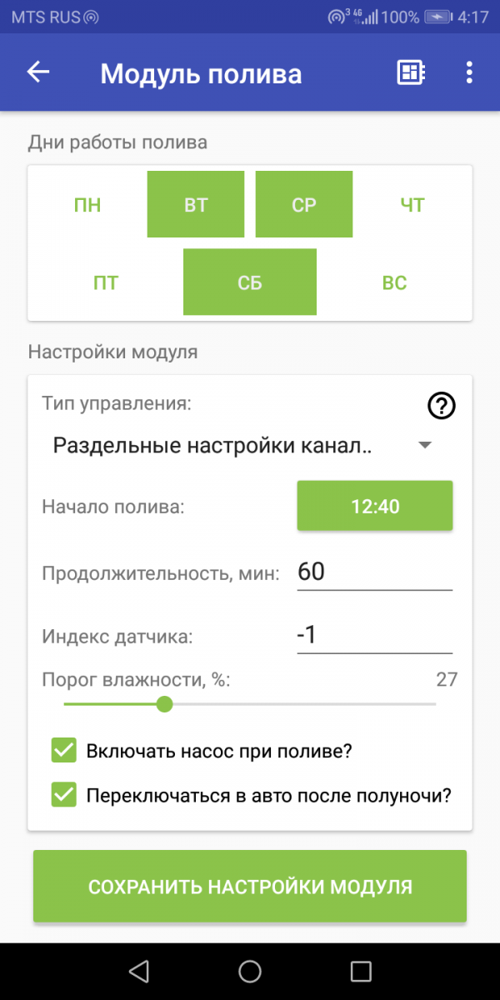 MTS RUS 3 4G 100% 4:17
Модуль полива
Дни работы полива
ПН ВТ СР ЧТ
ПТ СБ ВС
Настройки модуля
Тип управления: ?
Раздельные настройки канал..
Начало полива: 12:40
Продолжительность, мин: 60
Индекс датчика: -1
Порог влажности, %: 27
Включать насос при поливе?
Переключаться в авто после полуночи?
СОХРАНИТЬ НАСТРОЙКИ МОДУЛЯ